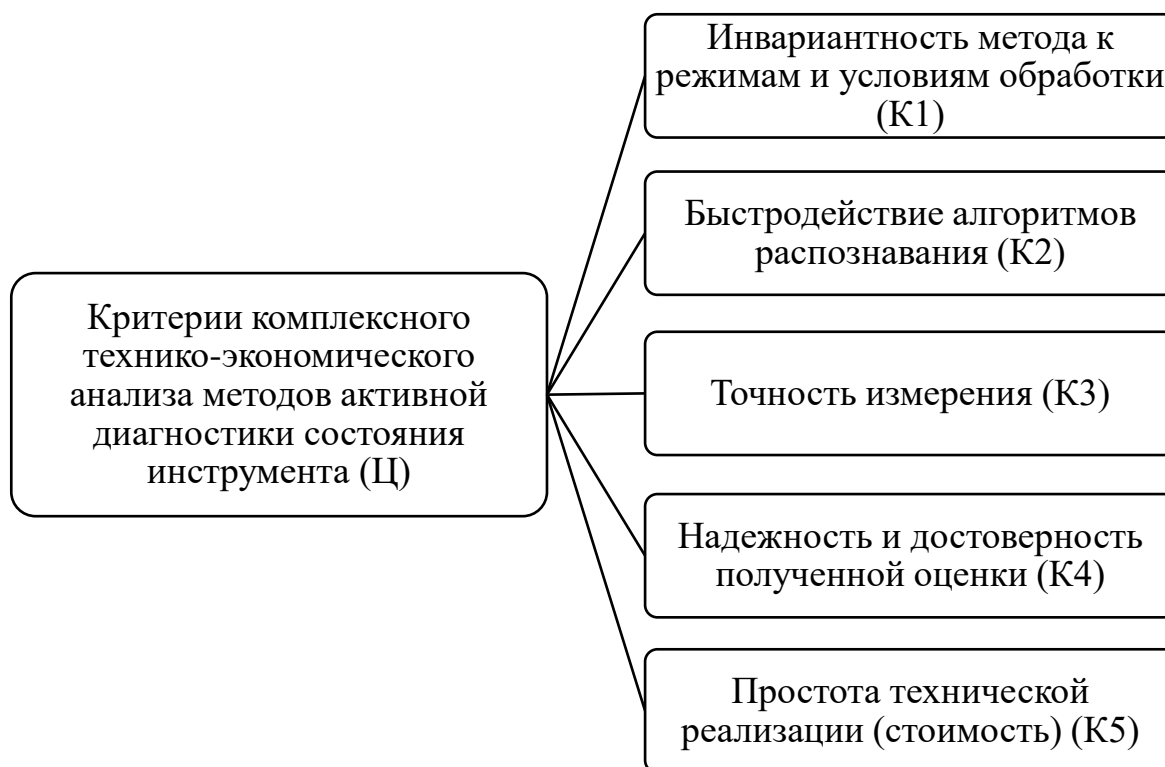 Инвариантность метода к
режимам и условиям обработки
(К1)
Быстродействие алгоритмов
распознавания (К2)
Критерии комплексного
технико-экономического
анализа методов активной
диагностики состояния
инструмента (Ц)
Точность измерения (К3)
Надежность и достоверность
полученной оценки (К4)
Простота технической
реализации (стоимость) (К5)